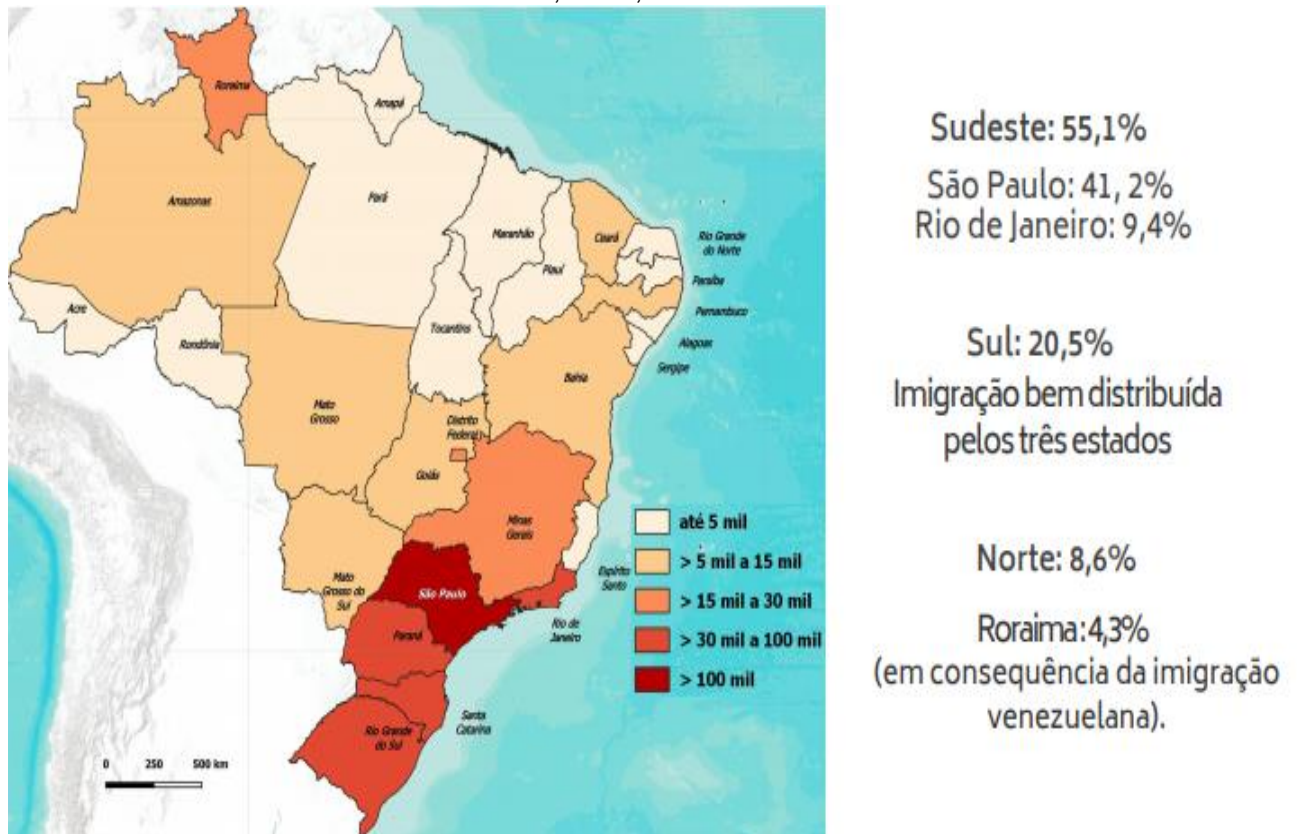 Roraima
Amapá
Amazonas
Pará
Maranhão
Ceará
Rio Grande
do Norte
Piauí
Paraíba
Acre
Pernambuco
Rondônia
Tocantins
Alagoas
Sergipe
Bahia
Mato
Grosso
Distrito
Federal
Goiás
Minas
Gerais
Mato
Grosso do
Sul
São Paulo
Espírito
Santo
Rio de
Janeiro
Paraná
Santa
Catarina
Rio Grande
do Sul
até 5 mil
> 5 mil a 15 mil
> 15 mil a 30 mil
> 30 mil a 100 mil
> 100 mil
0 250 500 km
Sudeste: 55,1%
São Paulo: 41, 2%
Rio de Janeiro: 9,4%
Sul: 20,5%
Imigração bem distribuída
pelos três estados
Norte: 8,6%
Roraima:4,3%
(em consequência da imigração
venezuelana).